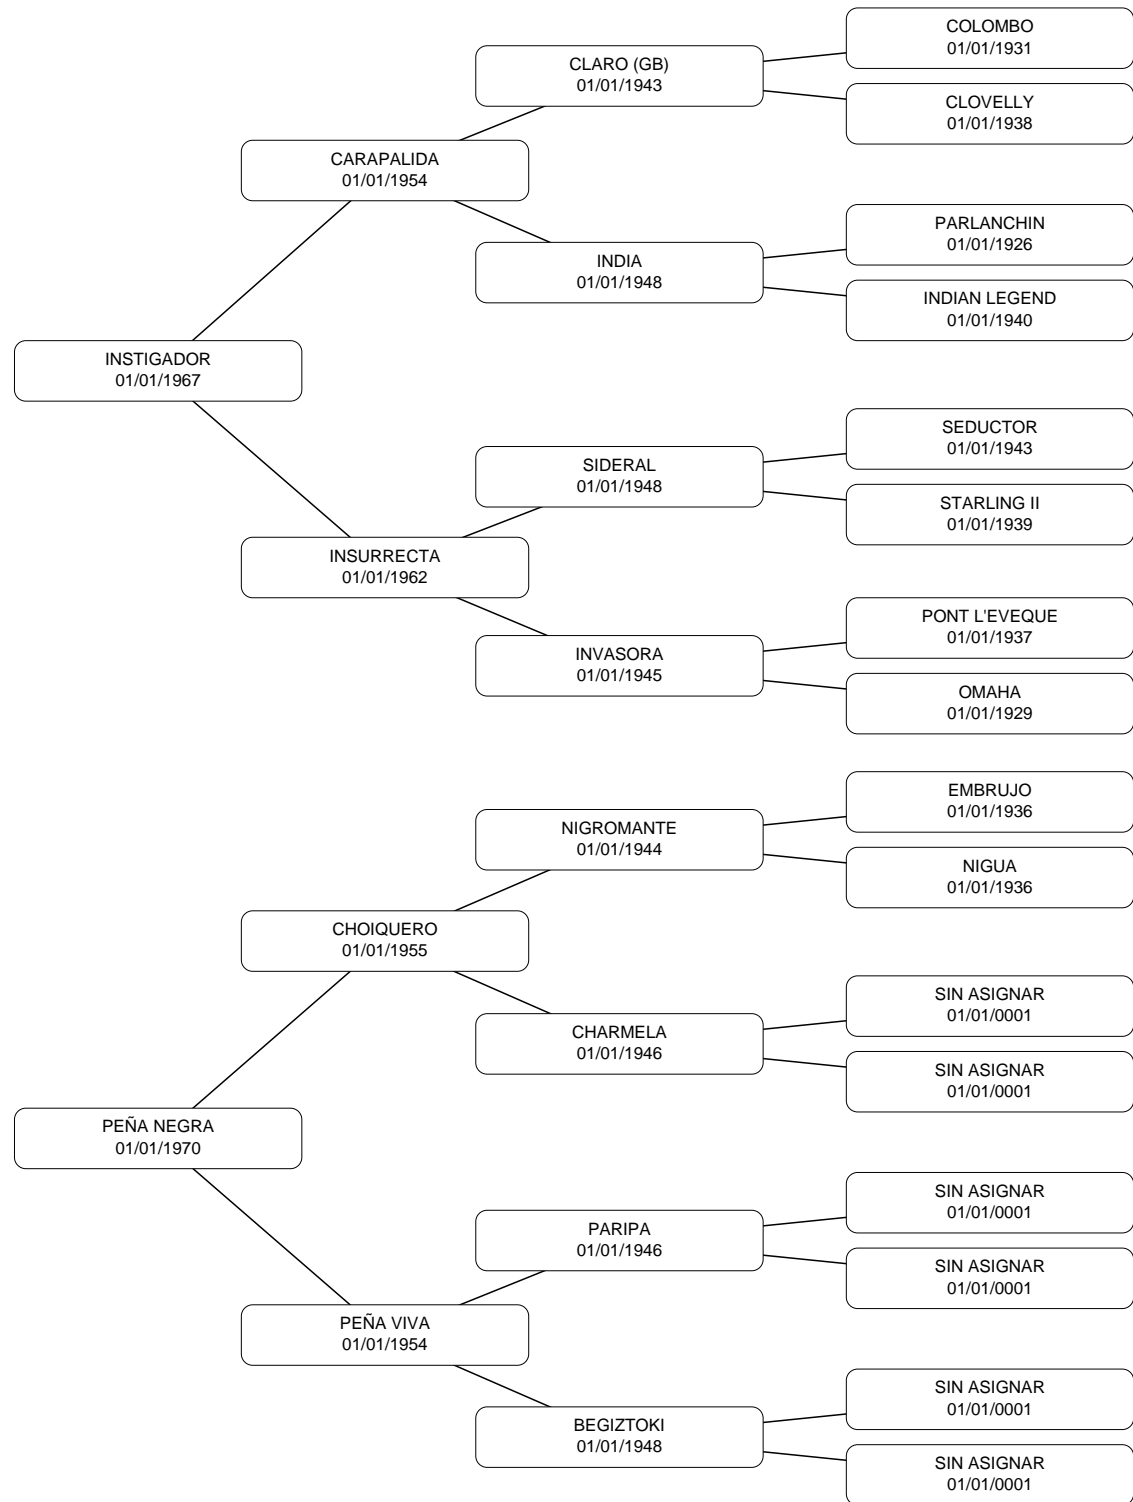 COLOMBO
01/01/1931
CLARO (GB)
01/01/1943
CLOVELLY
01/01/1938
CARAPALIDA
01/01/1954
PARLANCHIN
01/01/1926
INDIA
01/01/1948
INDIAN LEGEND
01/01/1940
INSTIGADOR
01/01/1967
SEDUCTOR
01/01/1943
SIDERAL
01/01/1948
STARLING II
01/01/1939
INSURRECTA
01/01/1962
PONT L'EVEQUE
01/01/1937
INVASORA
01/01/1945
OMAHA
01/01/1929
EMBRUJO
01/01/1936
NIGROMANTE
01/01/1944
NIGUA
01/01/1936
CHOIQUERO
01/01/1955
SIN ASIGNAR
01/01/0001
CHARMELA
01/01/1946
SIN ASIGNAR
01/01/0001
PEÑA NEGRA
01/01/1970
SIN ASIGNAR
01/01/0001
PARIPA
01/01/1946
SIN ASIGNAR
01/01/0001
PEÑA VIVA
01/01/1954
SIN ASIGNAR
01/01/0001
BEGIZTOKI
01/01/1948
SIN ASIGNAR
01/01/0001